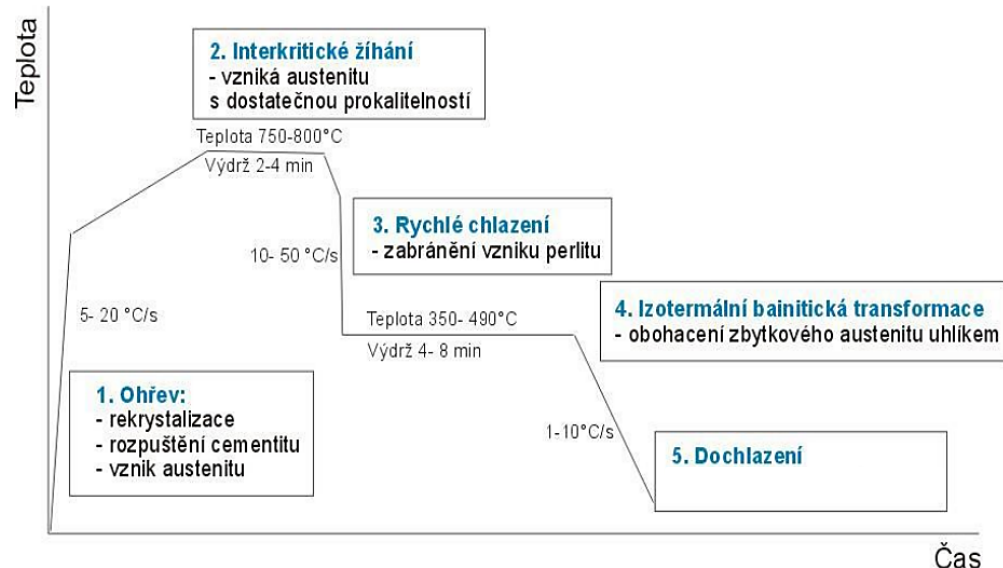 Teplota
2. Interkritické žíhání
- vzniká austenitu
s dostatečnou prokalitelností
Teplota 750-800°C
Výdrž 2-4 min
3. Rychlé chlazení
- zabránění vzniku perlitu
10- 50 °C/s
5- 20 °C/s
Teplota 350- 490°C
Výdrž 4- 8 min
4. Izotermální bainitická transformace
- obohacení zbytkového austenitu uhlíkem
1. Ohřev:
- rekrystalizace
- rozpuštění cementitu
- vznik austenitu
1-10°C/s
5. Dochlazení
Čas